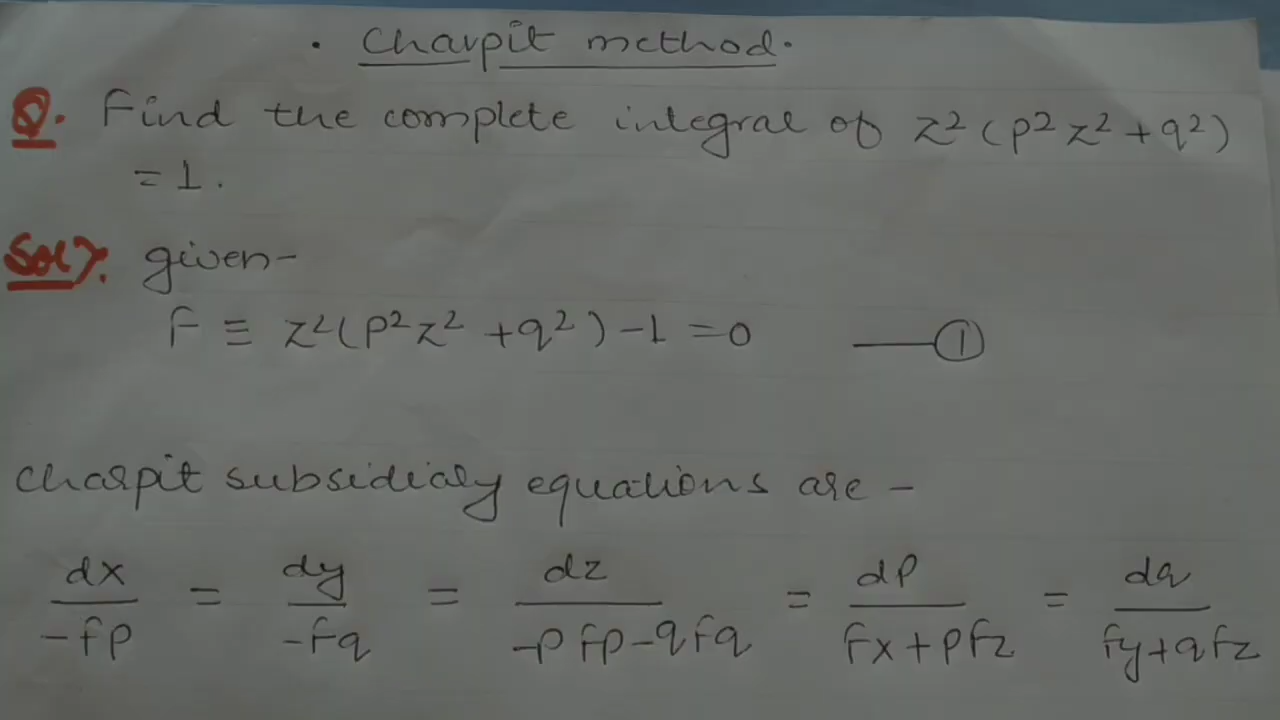 . Charpit method.
Q. Find the complete integral of z²(p²z²+q²)
=1.
Sol^n: given-
F ≡ z²(p²z² +q²)-1=0 ——①
charpit subsidialy equations are -
dx/-fp = dy/-fq = dz/-pfp-qfq = dp/fx+pfz = dq/fy+qfz